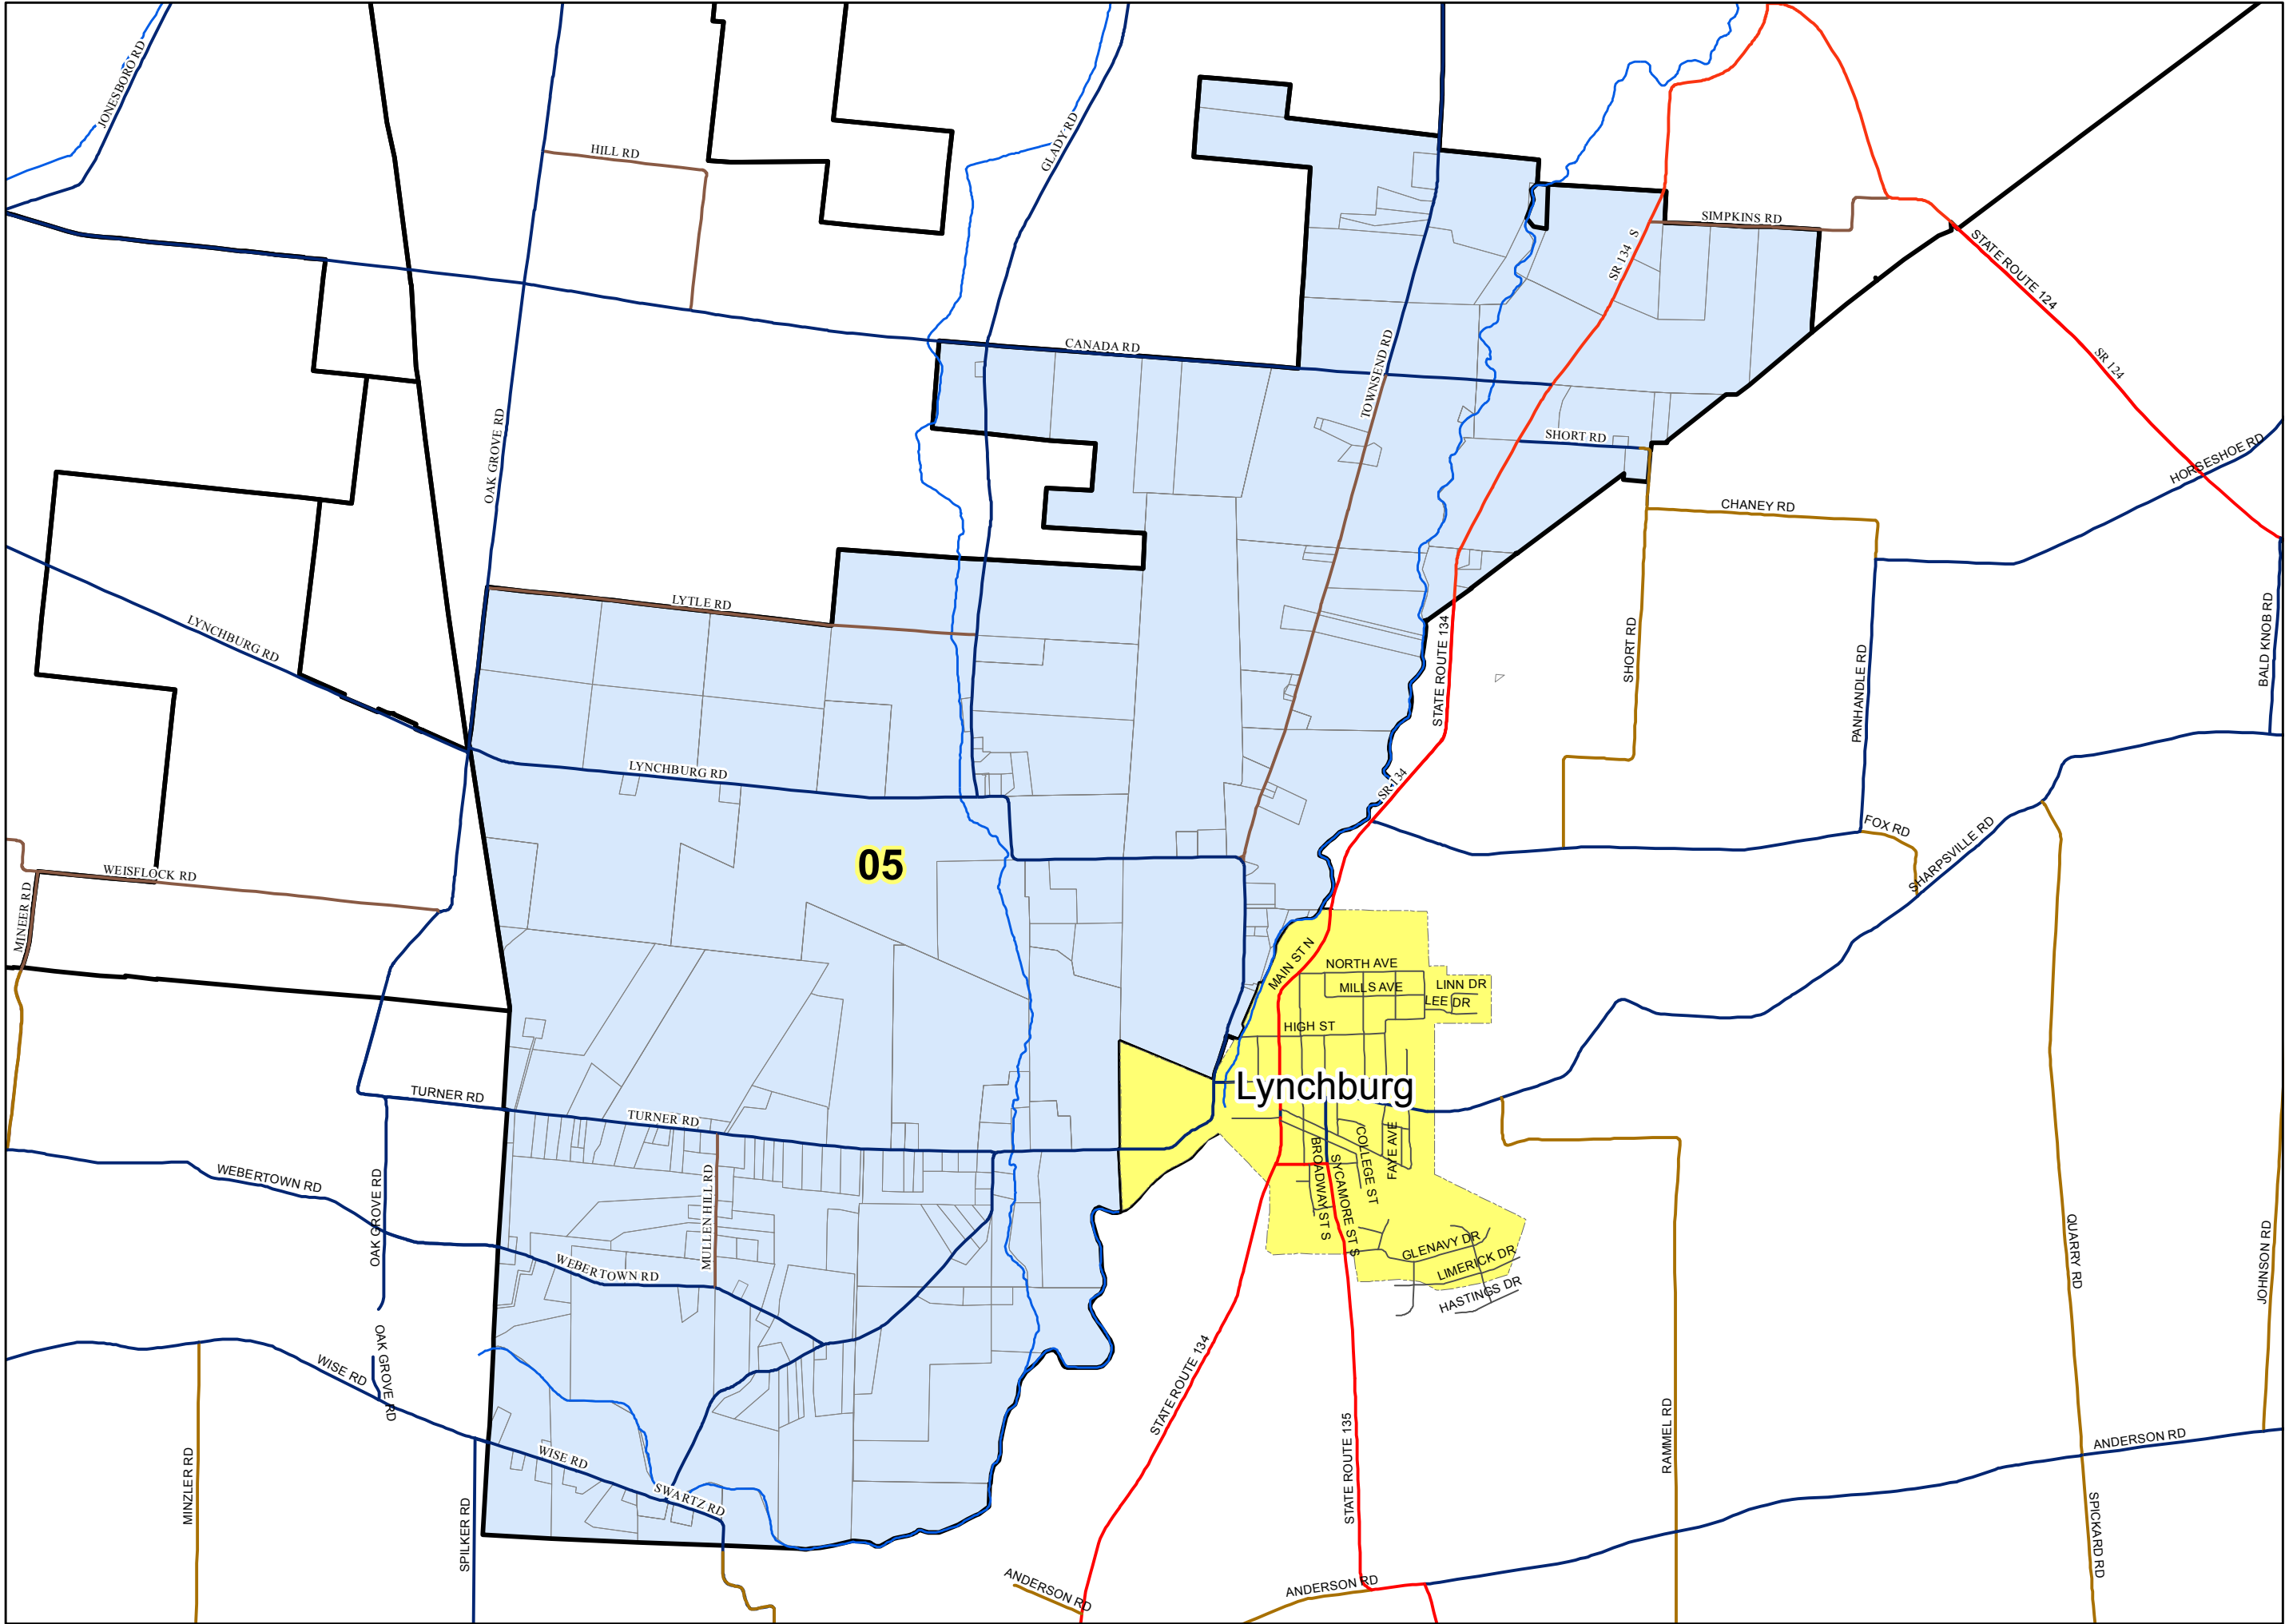 JONESBORO RD
HILL RD
GLADY RD
SIMPKINS RD
SR 134 S
STATE ROUTE 124
SR 124
CANADA RD
TOWNSEND RD
OAK GROVE RD
SHORT RD
HORSESHOE RD
CHANEY RD
LYTLE RD
LYNCHBURG RD
STATE ROUTE 134
SHORT RD
PANHANDLE RD
BALD KNOB RD
LYNCHBURG RD
SR 134
05
FOX RD
SHARPSVILLE RD
WEISFLOCK RD
MINEER RD
MAIN ST N
NORTH AVE
MILLS AVE
LINN DR
LEE DR
HIGH ST
Lynchburg
TURNER RD
TURNER RD
WEBERTOWN RD
OAK GROVE RD
MULLEN HILL RD
BROADWAY ST S
SYCAMORE ST S
COLLEGE ST
FAYE AVE
WEBERTOWN RD
GLENAVY DR
LIMERICK DR
HASTINGS DR
QUARRY RD
JOHNSON RD
OAK GROVE RD
WISE RD
STATE ROUTE 134
STATE ROUTE 135
RAMMEL RD
ANDERSON RD
MINZLER RD
WISE RD
SWARTZ RD
SPILKER RD
SPICKARD RD
ANDERSON RD
ANDERSON RD